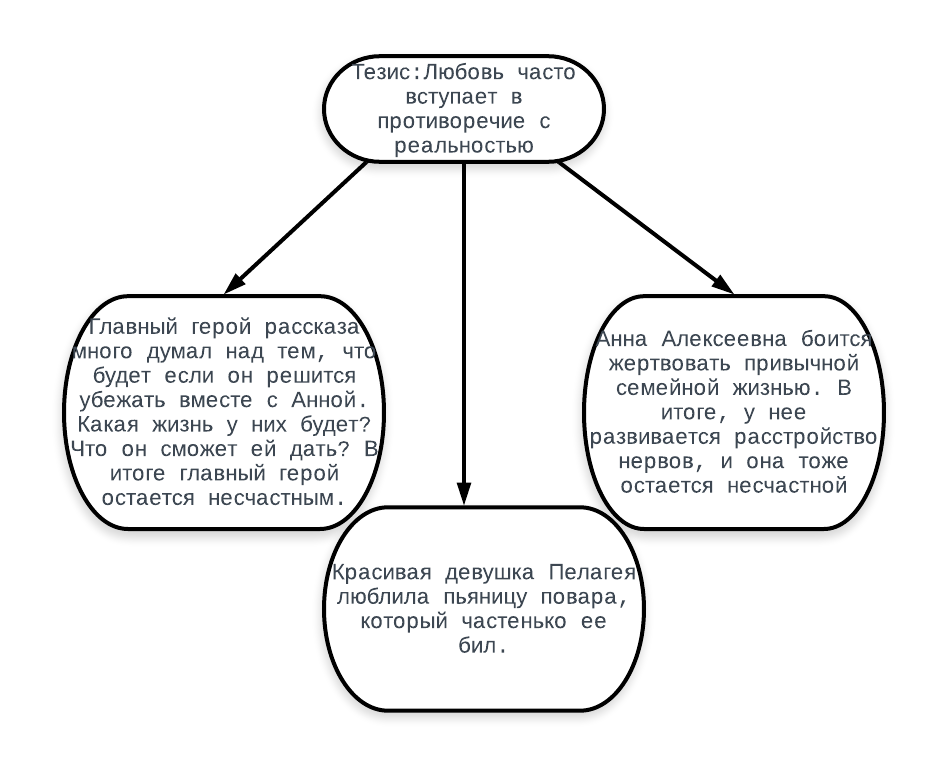 Тезис:Любовь часто
вступает в
противоречие с
реальностью
Главный герой рассказа
много думал над тем, что
будет если он решится
убежать вместе с Анной.
Какая жизнь у них будет?
Что он сможет ей дать? В
итоге главный герой
остается несчастным.
Анна Алексеевна боится
жертвовать привычной
семейной жизнью. В
итоге, у нее
развивается расстройство
нервов, и она тоже
остается несчастной
Красивая девушка Пелагея
люблила пьяницу повара,
который частенько ее
бил.